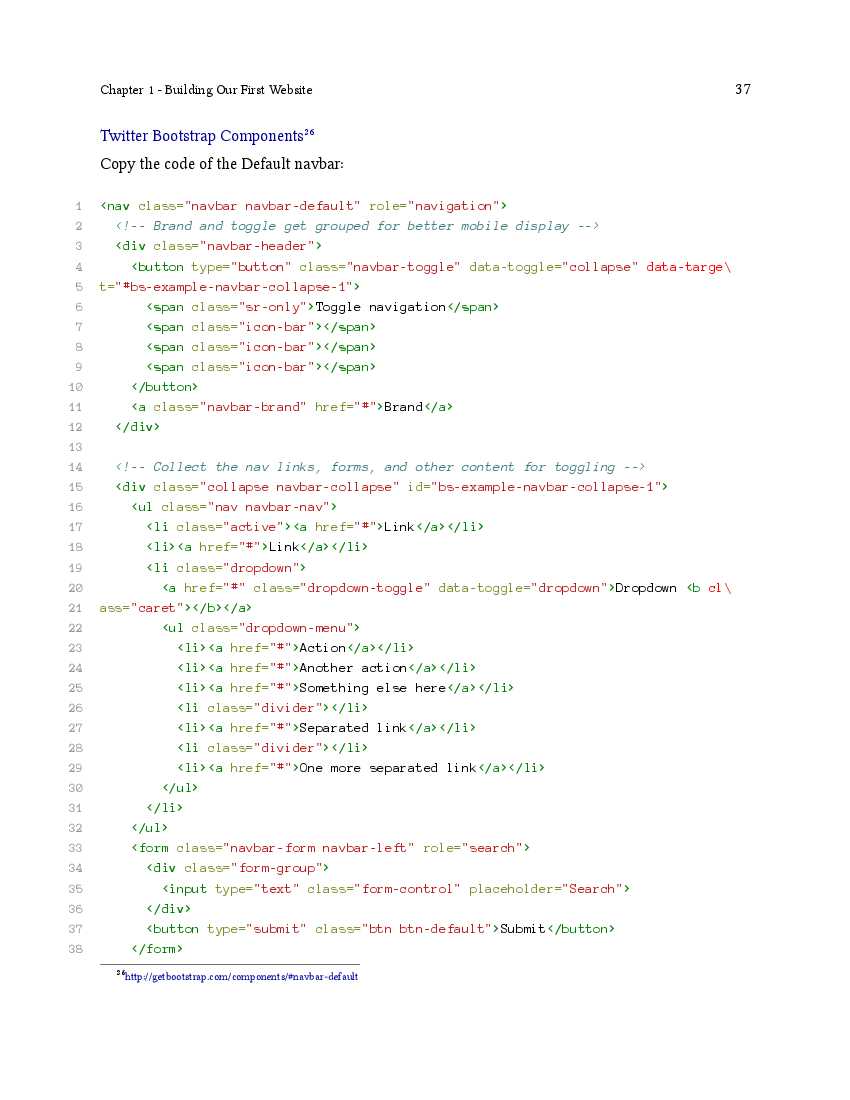 Chapter 1 - Building Our First Website 37
Twitter Bootstrap Components²⁶
Copy the code of the Default navbar:
1 <nav class="navbar navbar-default" role="navigation">
2   <!-- Brand and toggle get grouped for better mobile display -->
3   <div class="navbar-header">
4     <button type="button" class="navbar-toggle" data-toggle="collapse" data-targe\
5 t="#bs-example-navbar-collapse-1">
6       <span class="sr-only">Toggle navigation</span>
7       <span class="icon-bar"></span>
8       <span class="icon-bar"></span>
9       <span class="icon-bar"></span>
10     </button>
11     <a class="navbar-brand" href="#">Brand</a>
12   </div>
13
14   <!-- Collect the nav links, forms, and other content for toggling -->
15   <div class="collapse navbar-collapse" id="bs-example-navbar-collapse-1">
16     <ul class="nav navbar-nav">
17       <li class="active"><a href="#">Link</a></li>
18       <li><a href="#">Link</a></li>
19       <li class="dropdown">
20         <a href="#" class="dropdown-toggle" data-toggle="dropdown">Dropdown <b cl\
21 ass="caret"></b></a>
22         <ul class="dropdown-menu">
23           <li><a href="#">Action</a></li>
24           <li><a href="#">Another action</a></li>
25           <li><a href="#">Something else here</a></li>
26           <li class="divider"></li>
27           <li><a href="#">Separated link</a></li>
28           <li class="divider"></li>
29           <li><a href="#">One more separated link</a></li>
30         </ul>
31       </li>
32     </ul>
33     <form class="navbar-form navbar-left" role="search">
34       <div class="form-group">
35         <input type="text" class="form-control" placeholder="Search">
36       </div>
37       <button type="submit" class="btn btn-default">Submit</button>
38     </form>
²⁶http://getbootstrap.com/components/#navbar-default